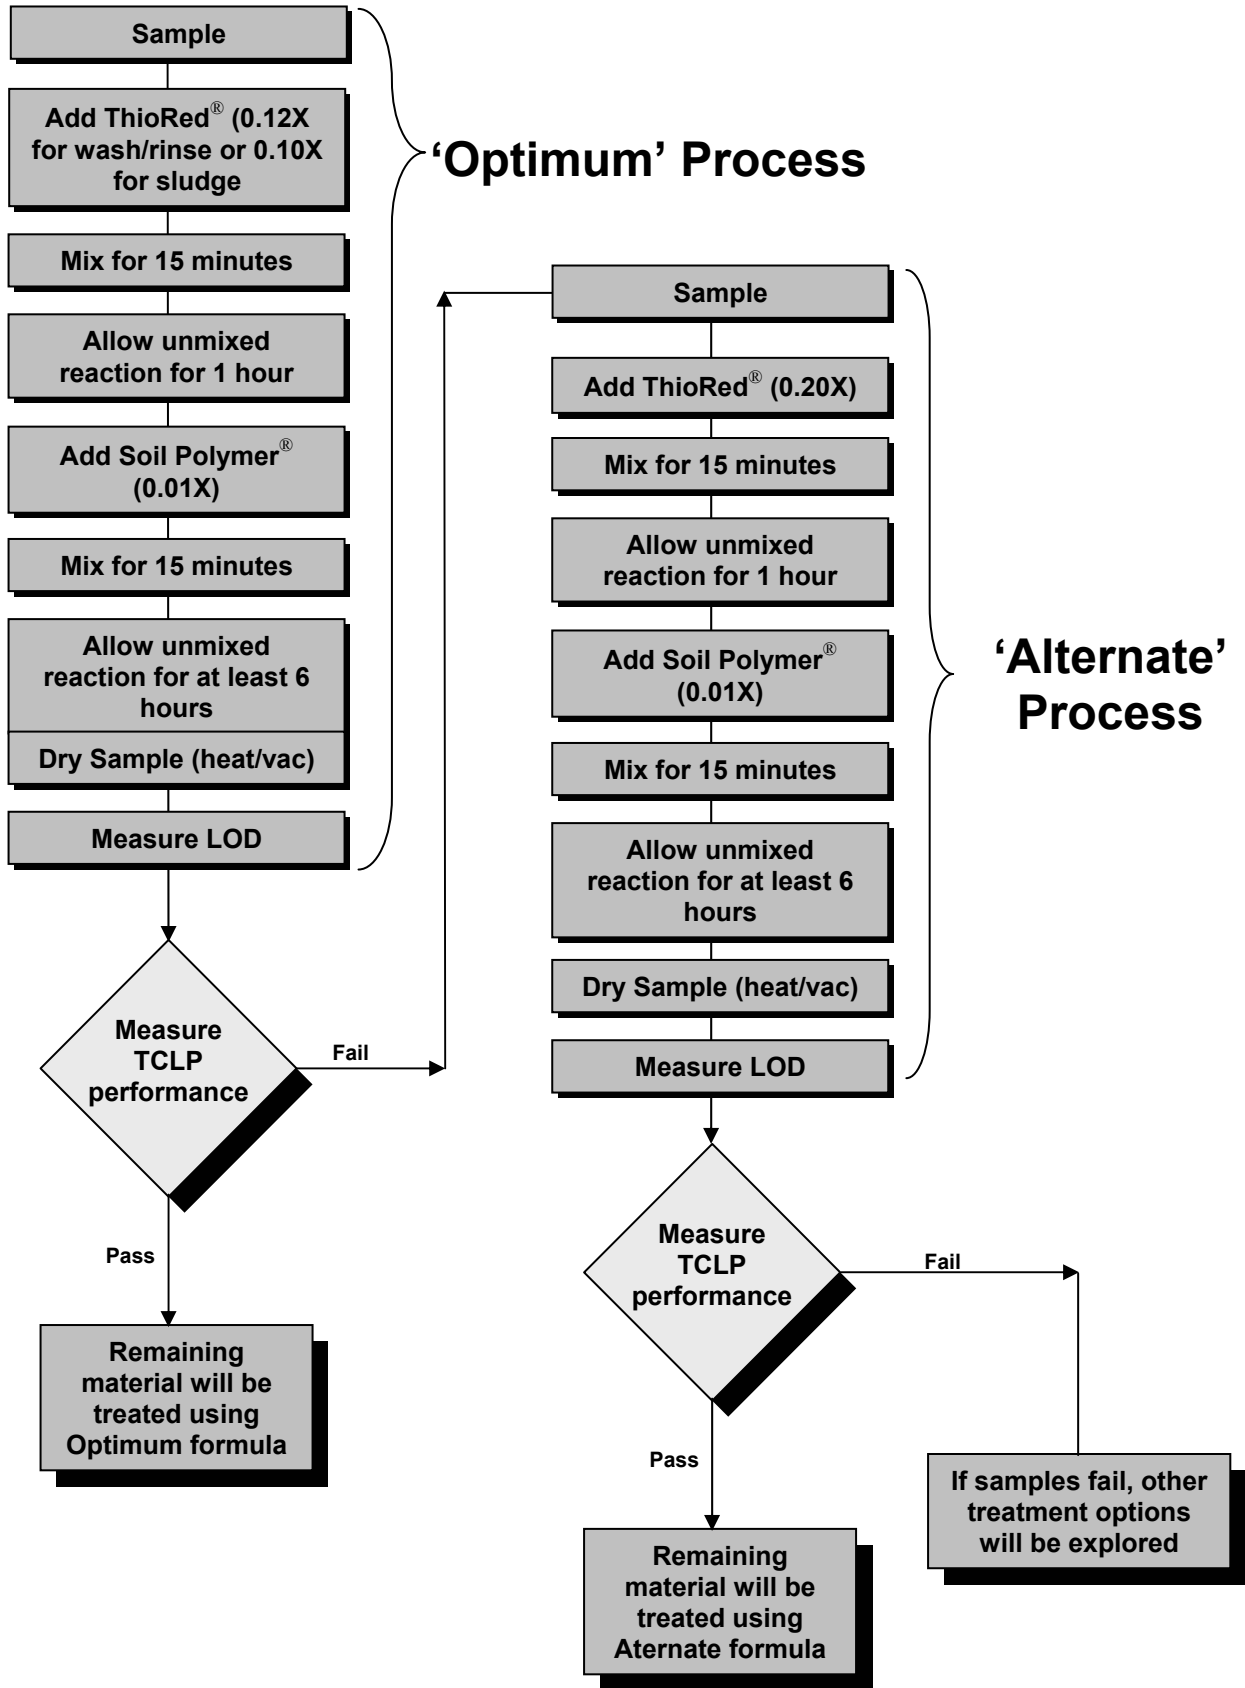 Sample
Add ThioRed® (0.12X
for wash/rinse or 0.10X
for sludge
Mix for 15 minutes
Allow unmixed
reaction for 1 hour
Add Soil Polymer®
(0.01X)
Mix for 15 minutes
Allow unmixed
reaction for at least 6
hours
Dry Sample (heat/vac)
Measure LOD
‘Optimum’ Process
Measure
TCLP
performance
Fail
Pass
Remaining
material will be
treated using
Optimum formula
Sample
Add ThioRed® (0.20X)
Mix for 15 minutes
Allow unmixed
reaction for 1 hour
Add Soil Polymer®
(0.01X)
Mix for 15 minutes
Allow unmixed
reaction for at least 6
hours
Dry Sample (heat/vac)
Measure LOD
‘Alternate’
Process
Measure
TCLP
performance
Fail
Pass
Remaining
material will be
treated using
Aternate formula
If samples fail, other
treatment options
will be explored